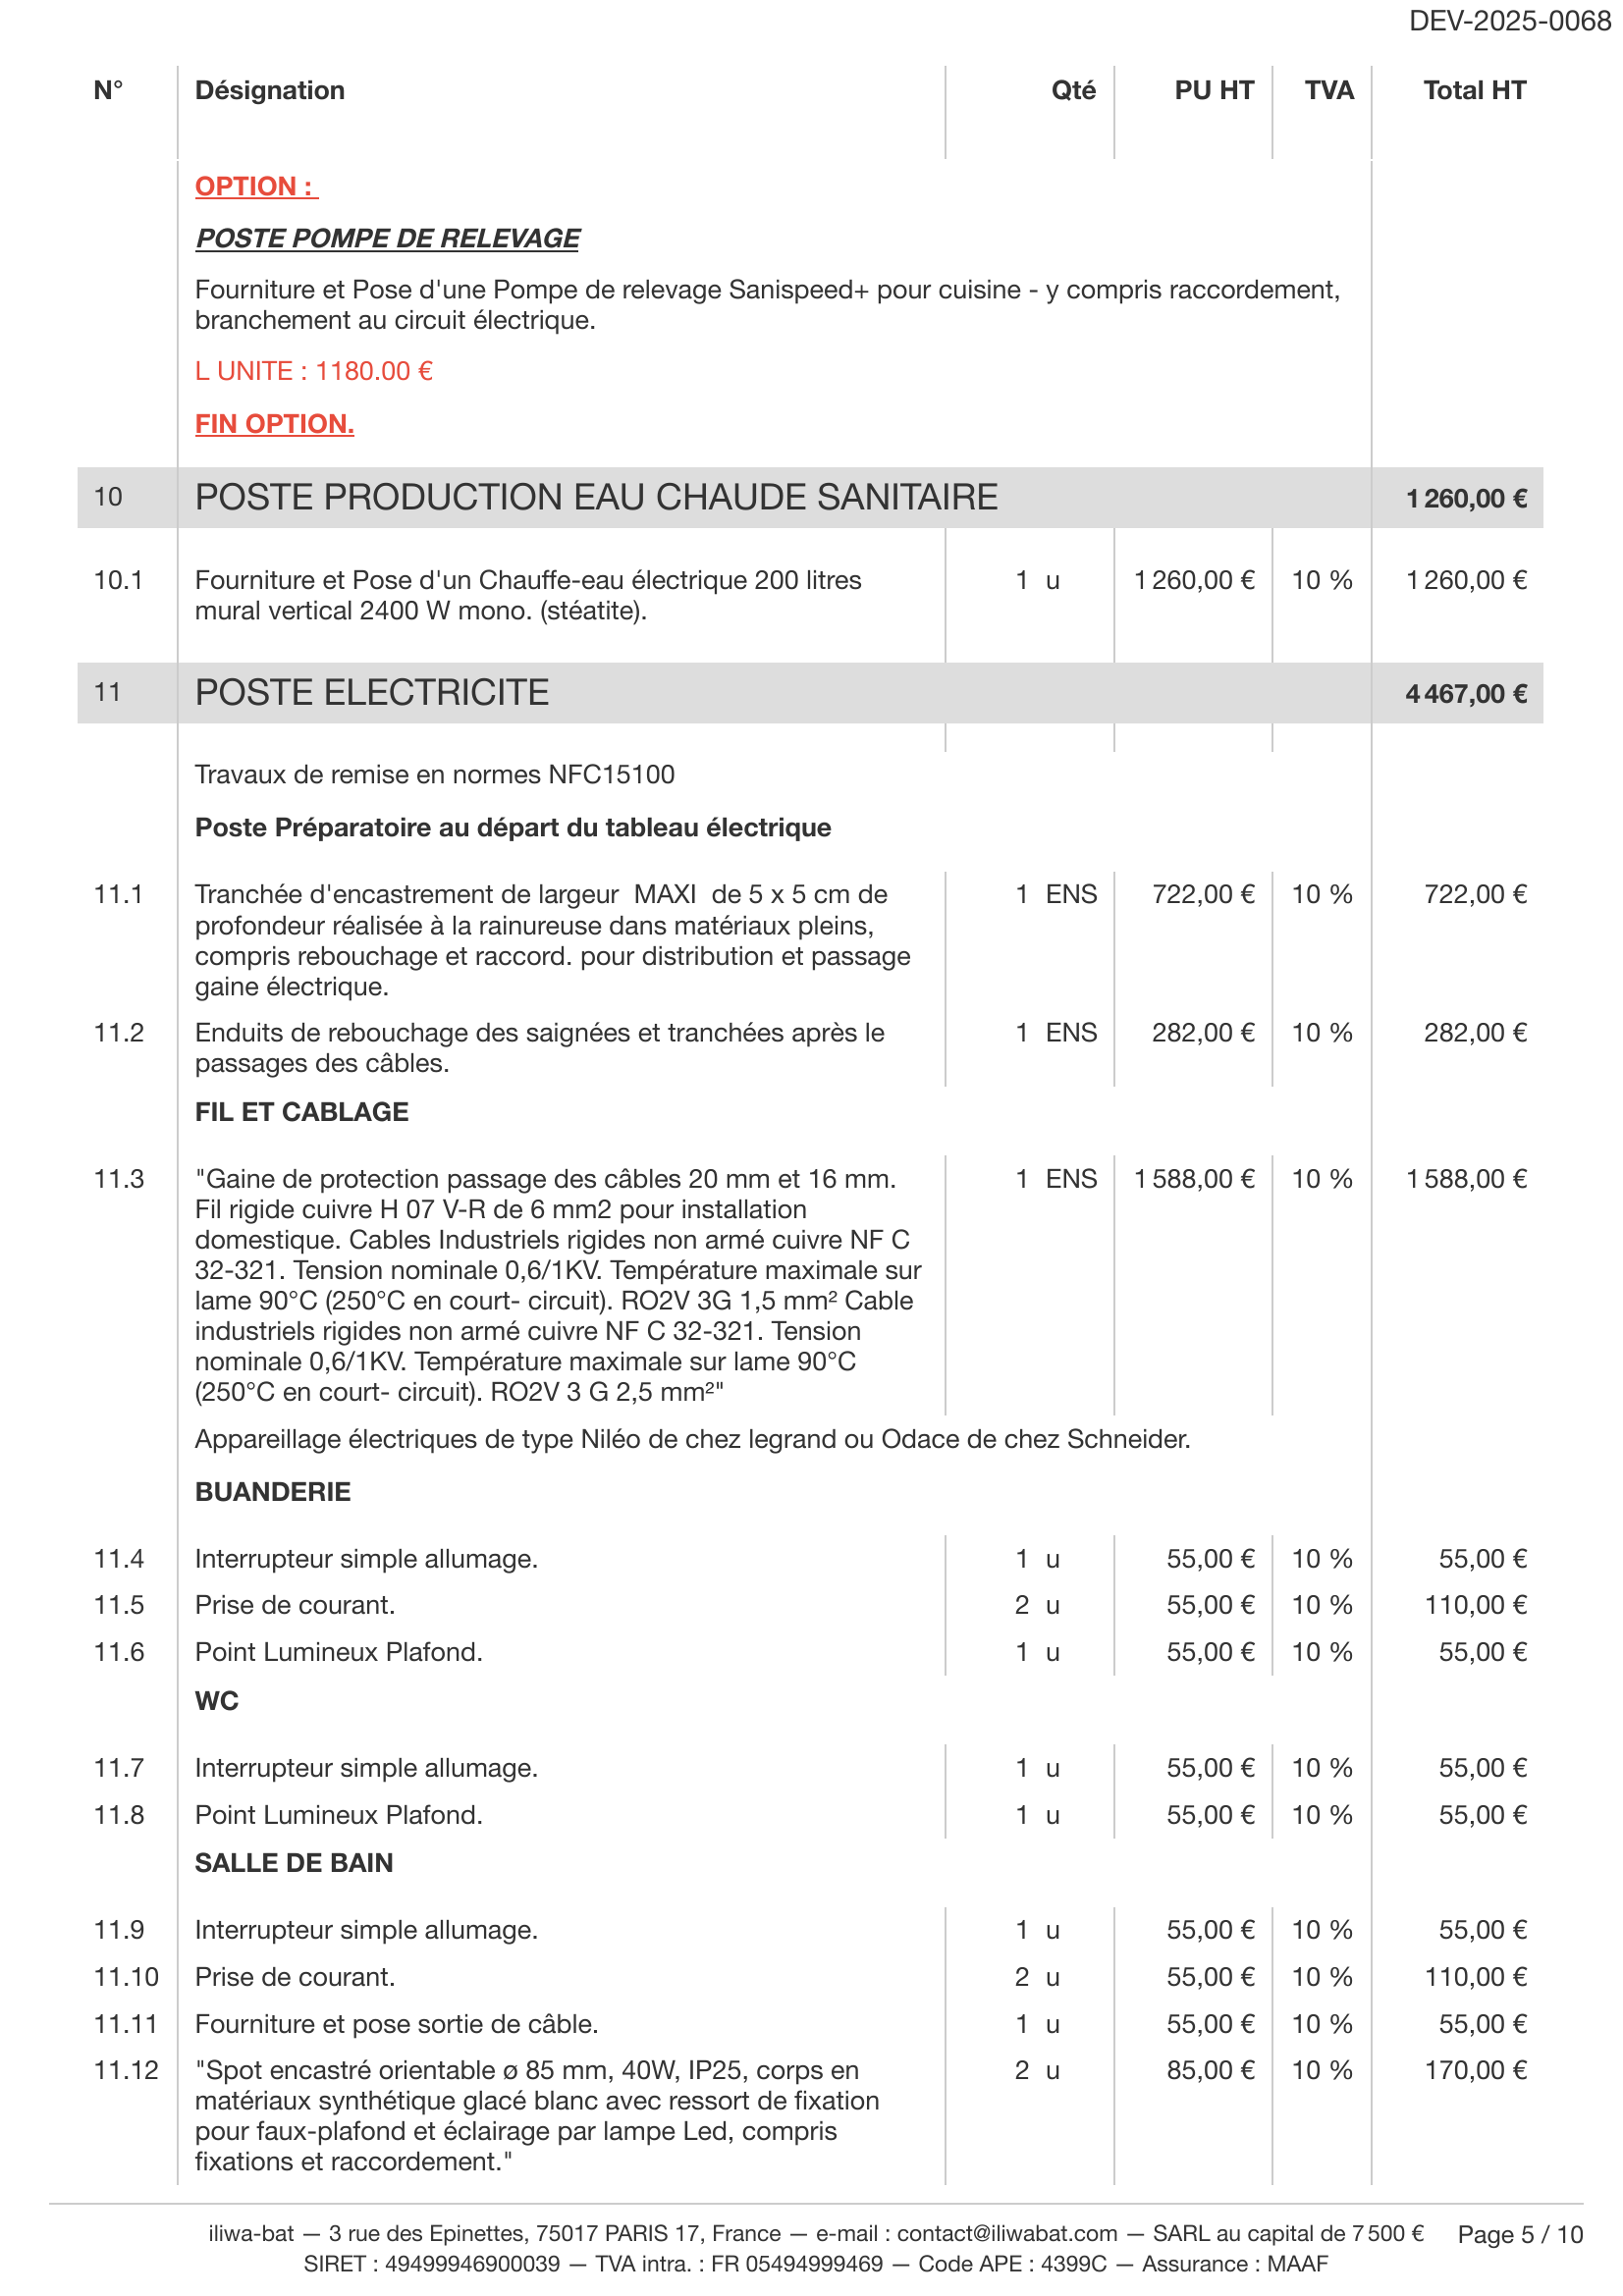 DEV-2025-0068
N° Désignation Qté PU HT TVA Total HT
OPTION :
POSTE POMPE DE RELEVAGE
Fourniture et Pose d'une Pompe de relevage Sanispeed+ pour cuisine - y compris raccordement,
branchement au circuit électrique.
L UNITE : 1180.00 €
FIN OPTION.
10 POSTE PRODUCTION EAU CHAUDE SANITAIRE 1 260,00 €
10.1 Fourniture et Pose d'un Chauffe-eau électrique 200 litres 1 u 1 260,00 € 10 % 1 260,00 €
mural vertical 2400 W mono. (stéatite).
11 POSTE ELECTRICITE 4 467,00 €
Travaux de remise en normes NFC15100
Poste Préparatoire au départ du tableau électrique
11.1 Tranchée d'encastrement de largeur  MAXI  de 5 x 5 cm de 1 ENS 722,00 € 10 % 722,00 €
profondeur réalisée à la rainureuse dans matériaux pleins,
compris rebouchage et raccord. pour distribution et passage
gaine électrique.
11.2 Enduits de rebouchage des saignées et tranchées après le 1 ENS 282,00 € 10 % 282,00 €
passages des câbles.
FIL ET CABLAGE
11.3 "Gaine de protection passage des câbles 20 mm et 16 mm. 1 ENS 1 588,00 € 10 % 1 588,00 €
Fil rigide cuivre H 07 V-R de 6 mm2 pour installation
domestique. Cables Industriels rigides non armé cuivre NF C
32-321. Tension nominale 0,6/1KV. Température maximale sur
lame 90°C (250°C en court- circuit). RO2V 3G 1,5 mm² Cable
industriels rigides non armé cuivre NF C 32-321. Tension
nominale 0,6/1KV. Température maximale sur lame 90°C
(250°C en court- circuit). RO2V 3 G 2,5 mm²"
Appareillage électriques de type Niléo de chez legrand ou Odace de chez Schneider.
BUANDERIE
11.4 Interrupteur simple allumage. 1 u 55,00 € 10 % 55,00 €
11.5 Prise de courant. 2 u 55,00 € 10 % 110,00 €
11.6 Point Lumineux Plafond. 1 u 55,00 € 10 % 55,00 €
WC
11.7 Interrupteur simple allumage. 1 u 55,00 € 10 % 55,00 €
11.8 Point Lumineux Plafond. 1 u 55,00 € 10 % 55,00 €
SALLE DE BAIN
11.9 Interrupteur simple allumage. 1 u 55,00 € 10 % 55,00 €
11.10 Prise de courant. 2 u 55,00 € 10 % 110,00 €
11.11 Fourniture et pose sortie de câble. 1 u 55,00 € 10 % 55,00 €
11.12 "Spot encastré orientable ø 85 mm, 40W, IP25, corps en 2 u 85,00 € 10 % 170,00 €
matériaux synthétique glacé blanc avec ressort de fixation
pour faux-plafond et éclairage par lampe Led, compris
fixations et raccordement."
iliwa-bat — 3 rue des Epinettes, 75017 PARIS 17, France — e-mail : contact@iliwabat.com — SARL au capital de 7 500 € Page 5 / 10
SIRET : 49499946900039 — TVA intra. : FR 05494999469 — Code APE : 4399C — Assurance : MAAF